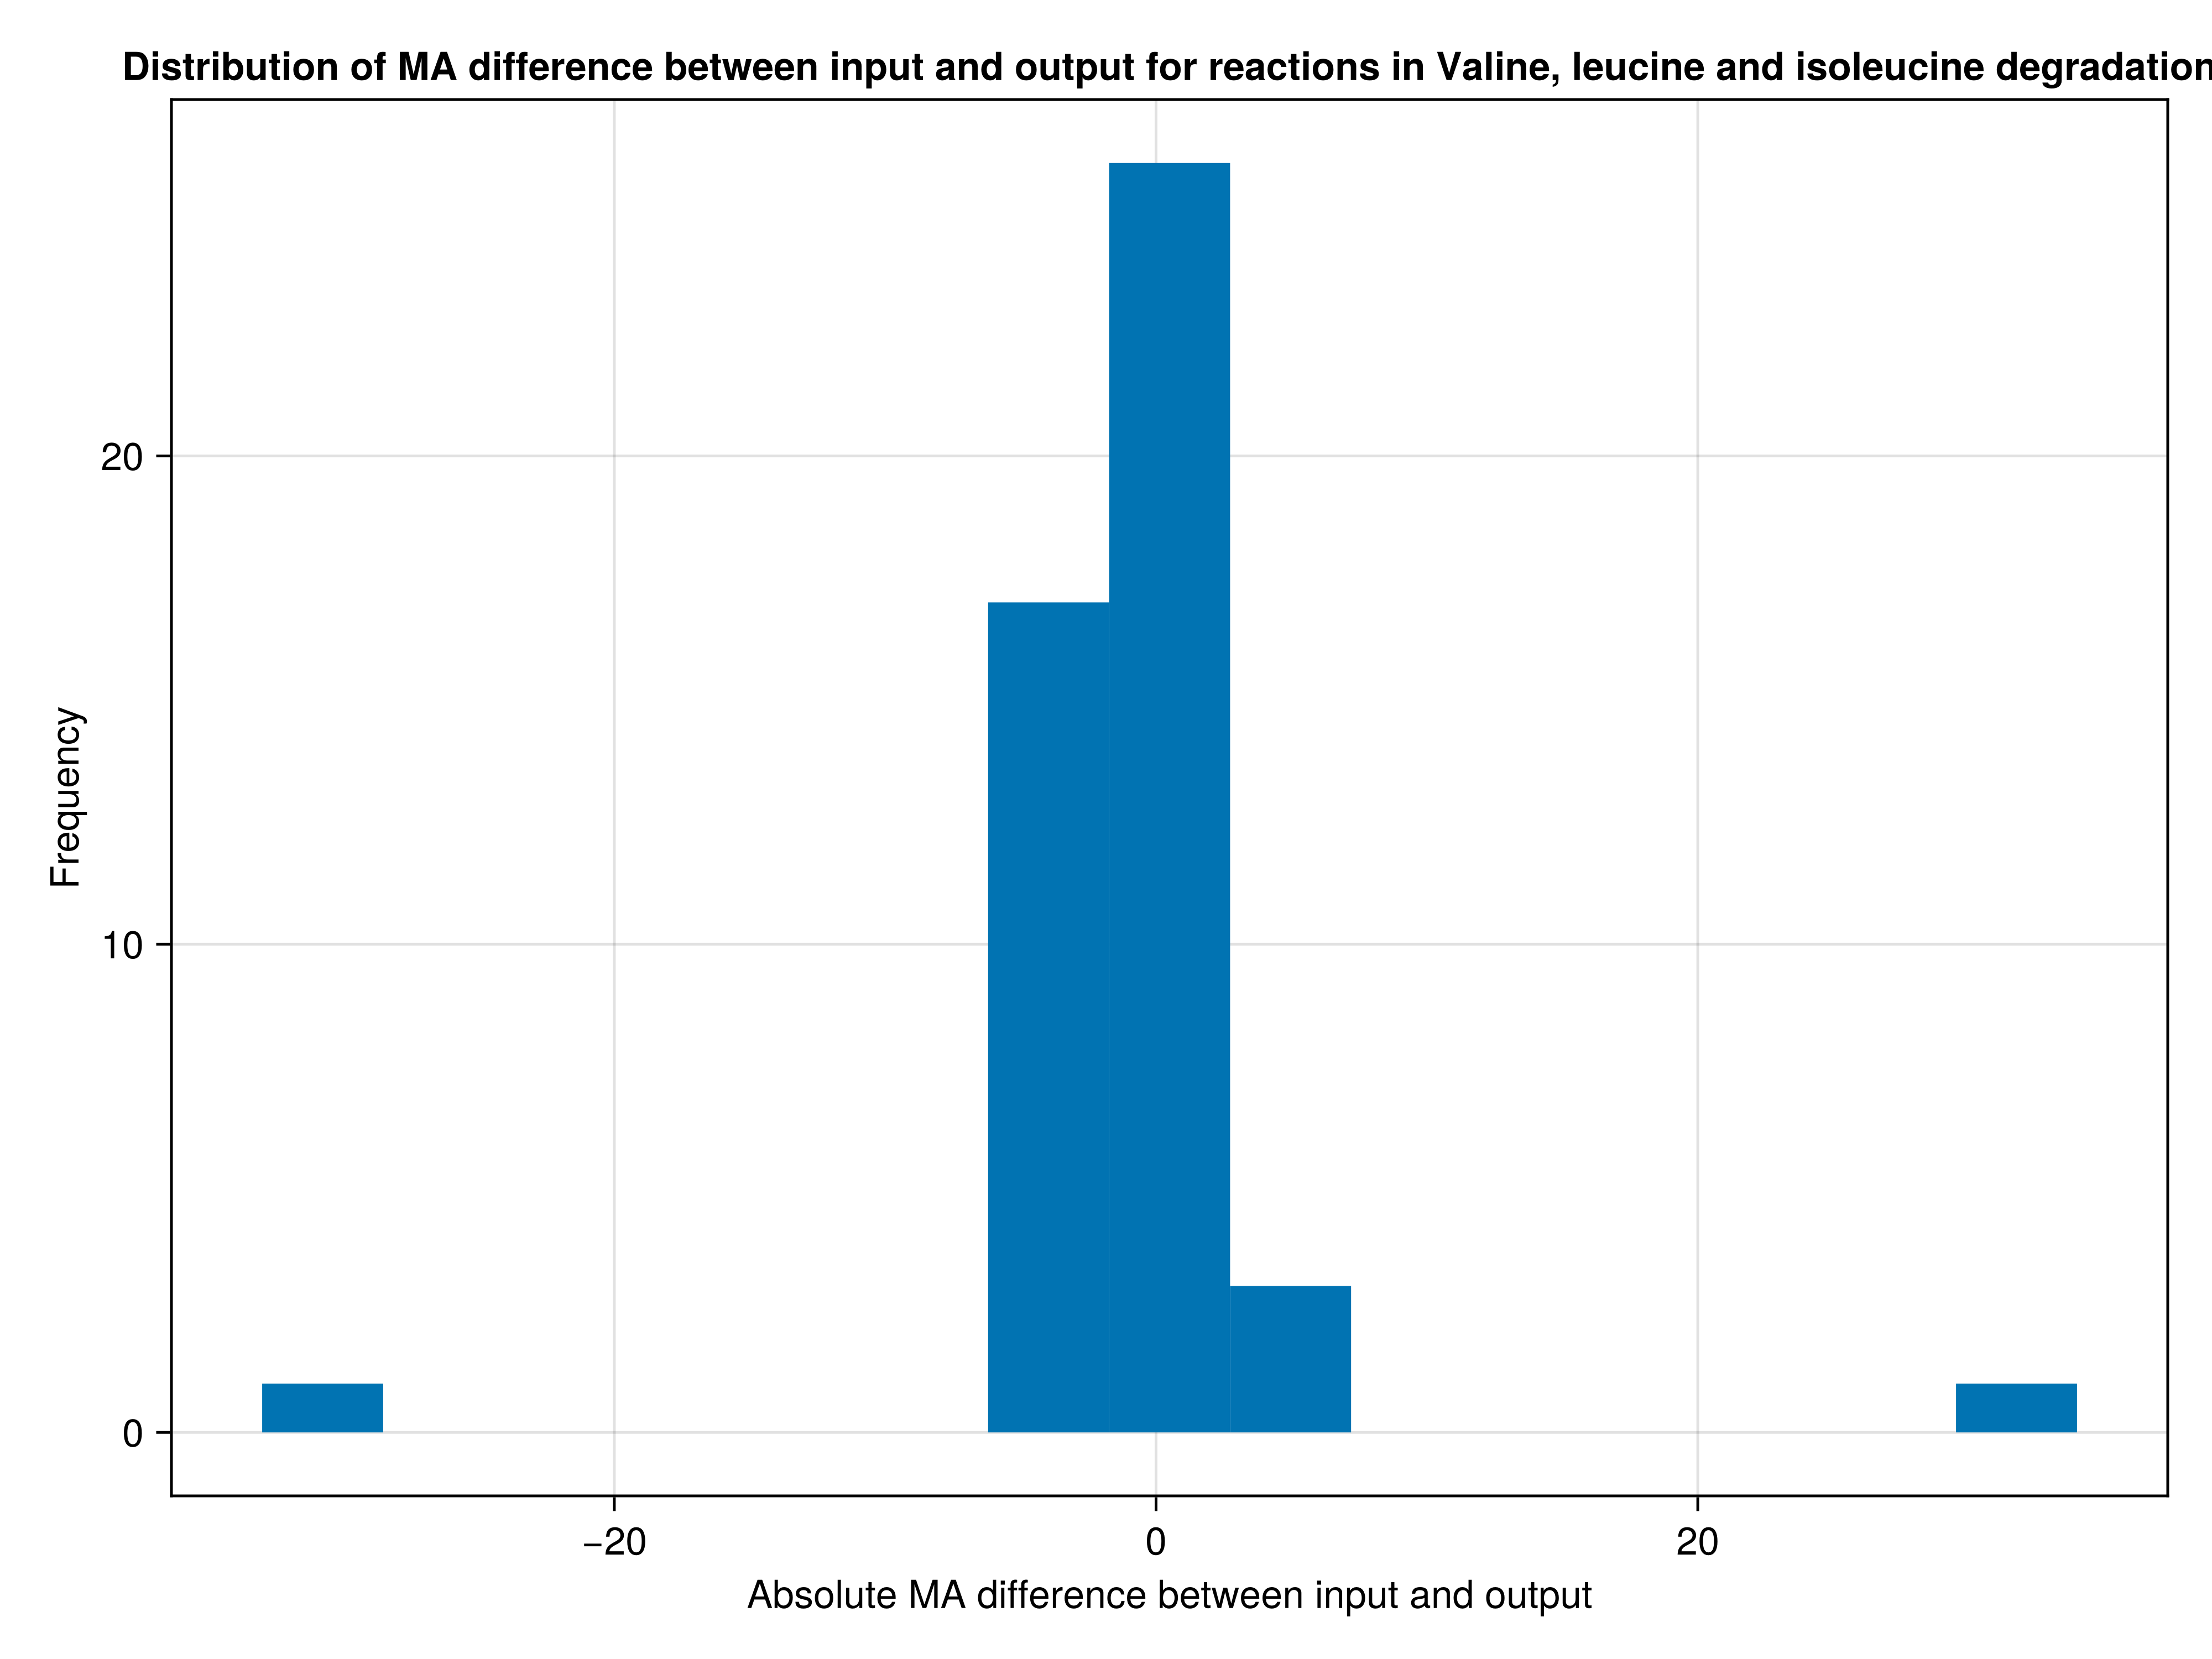 Distribution of MA difference between input and output for reactions in Valine, leucine and isoleucine degradation
Frequency
20
10
0
−20
0
20
Absolute MA difference between input and output